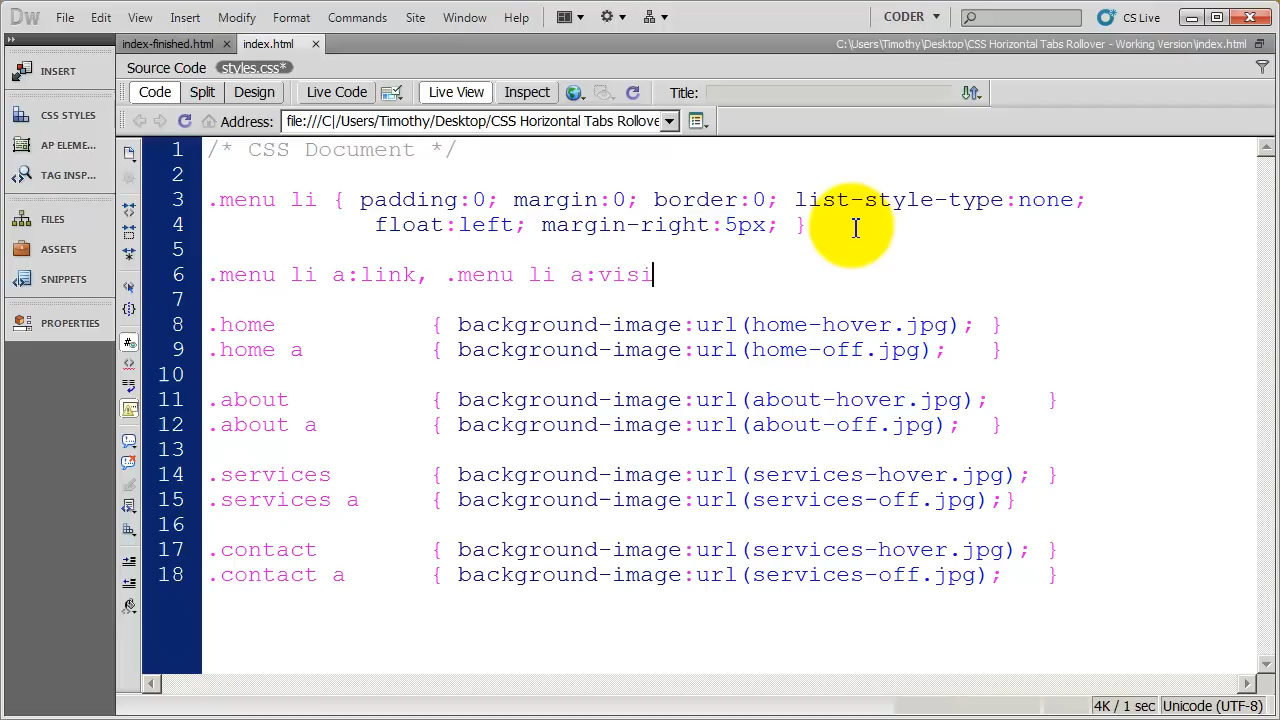 Dw File Edit View Insert Modify Format Commands Site Window Help CODER CS Live
index-finished.html index.html C:\Users\Timothy\Desktop\CSS Horizontal Tabs Rollover - Working Version\index.html
INSERT
CSS STYLES
AP ELEME...
TAG INSP...
FILES
ASSETS
SNIPPETS
PROPERTIES
Source Code styles.css*
Code Split Design Live Code Live View Inspect Title:
Address: file:///C|/Users/Timothy/Desktop/CSS Horizontal Tabs Rollove
1 /* CSS Document */
2
3 .menu li { padding:0; margin:0; border:0; list-style-type:none;
4 float:left; margin-right:5px; }
5
6 .menu li a:link, .menu li a:visi
7
8 .home { background-image:url(home-hover.jpg); }
9 .home a { background-image:url(home-off.jpg); }
10
11 .about { background-image:url(about-hover.jpg); }
12 .about a { background-image:url(about-off.jpg); }
13
14 .services { background-image:url(services-hover.jpg); }
15 .services a { background-image:url(services-off.jpg);}
16
17 .contact { background-image:url(services-hover.jpg); }
18 .contact a { background-image:url(services-off.jpg); }
4K / 1 sec Unicode (UTF-8)